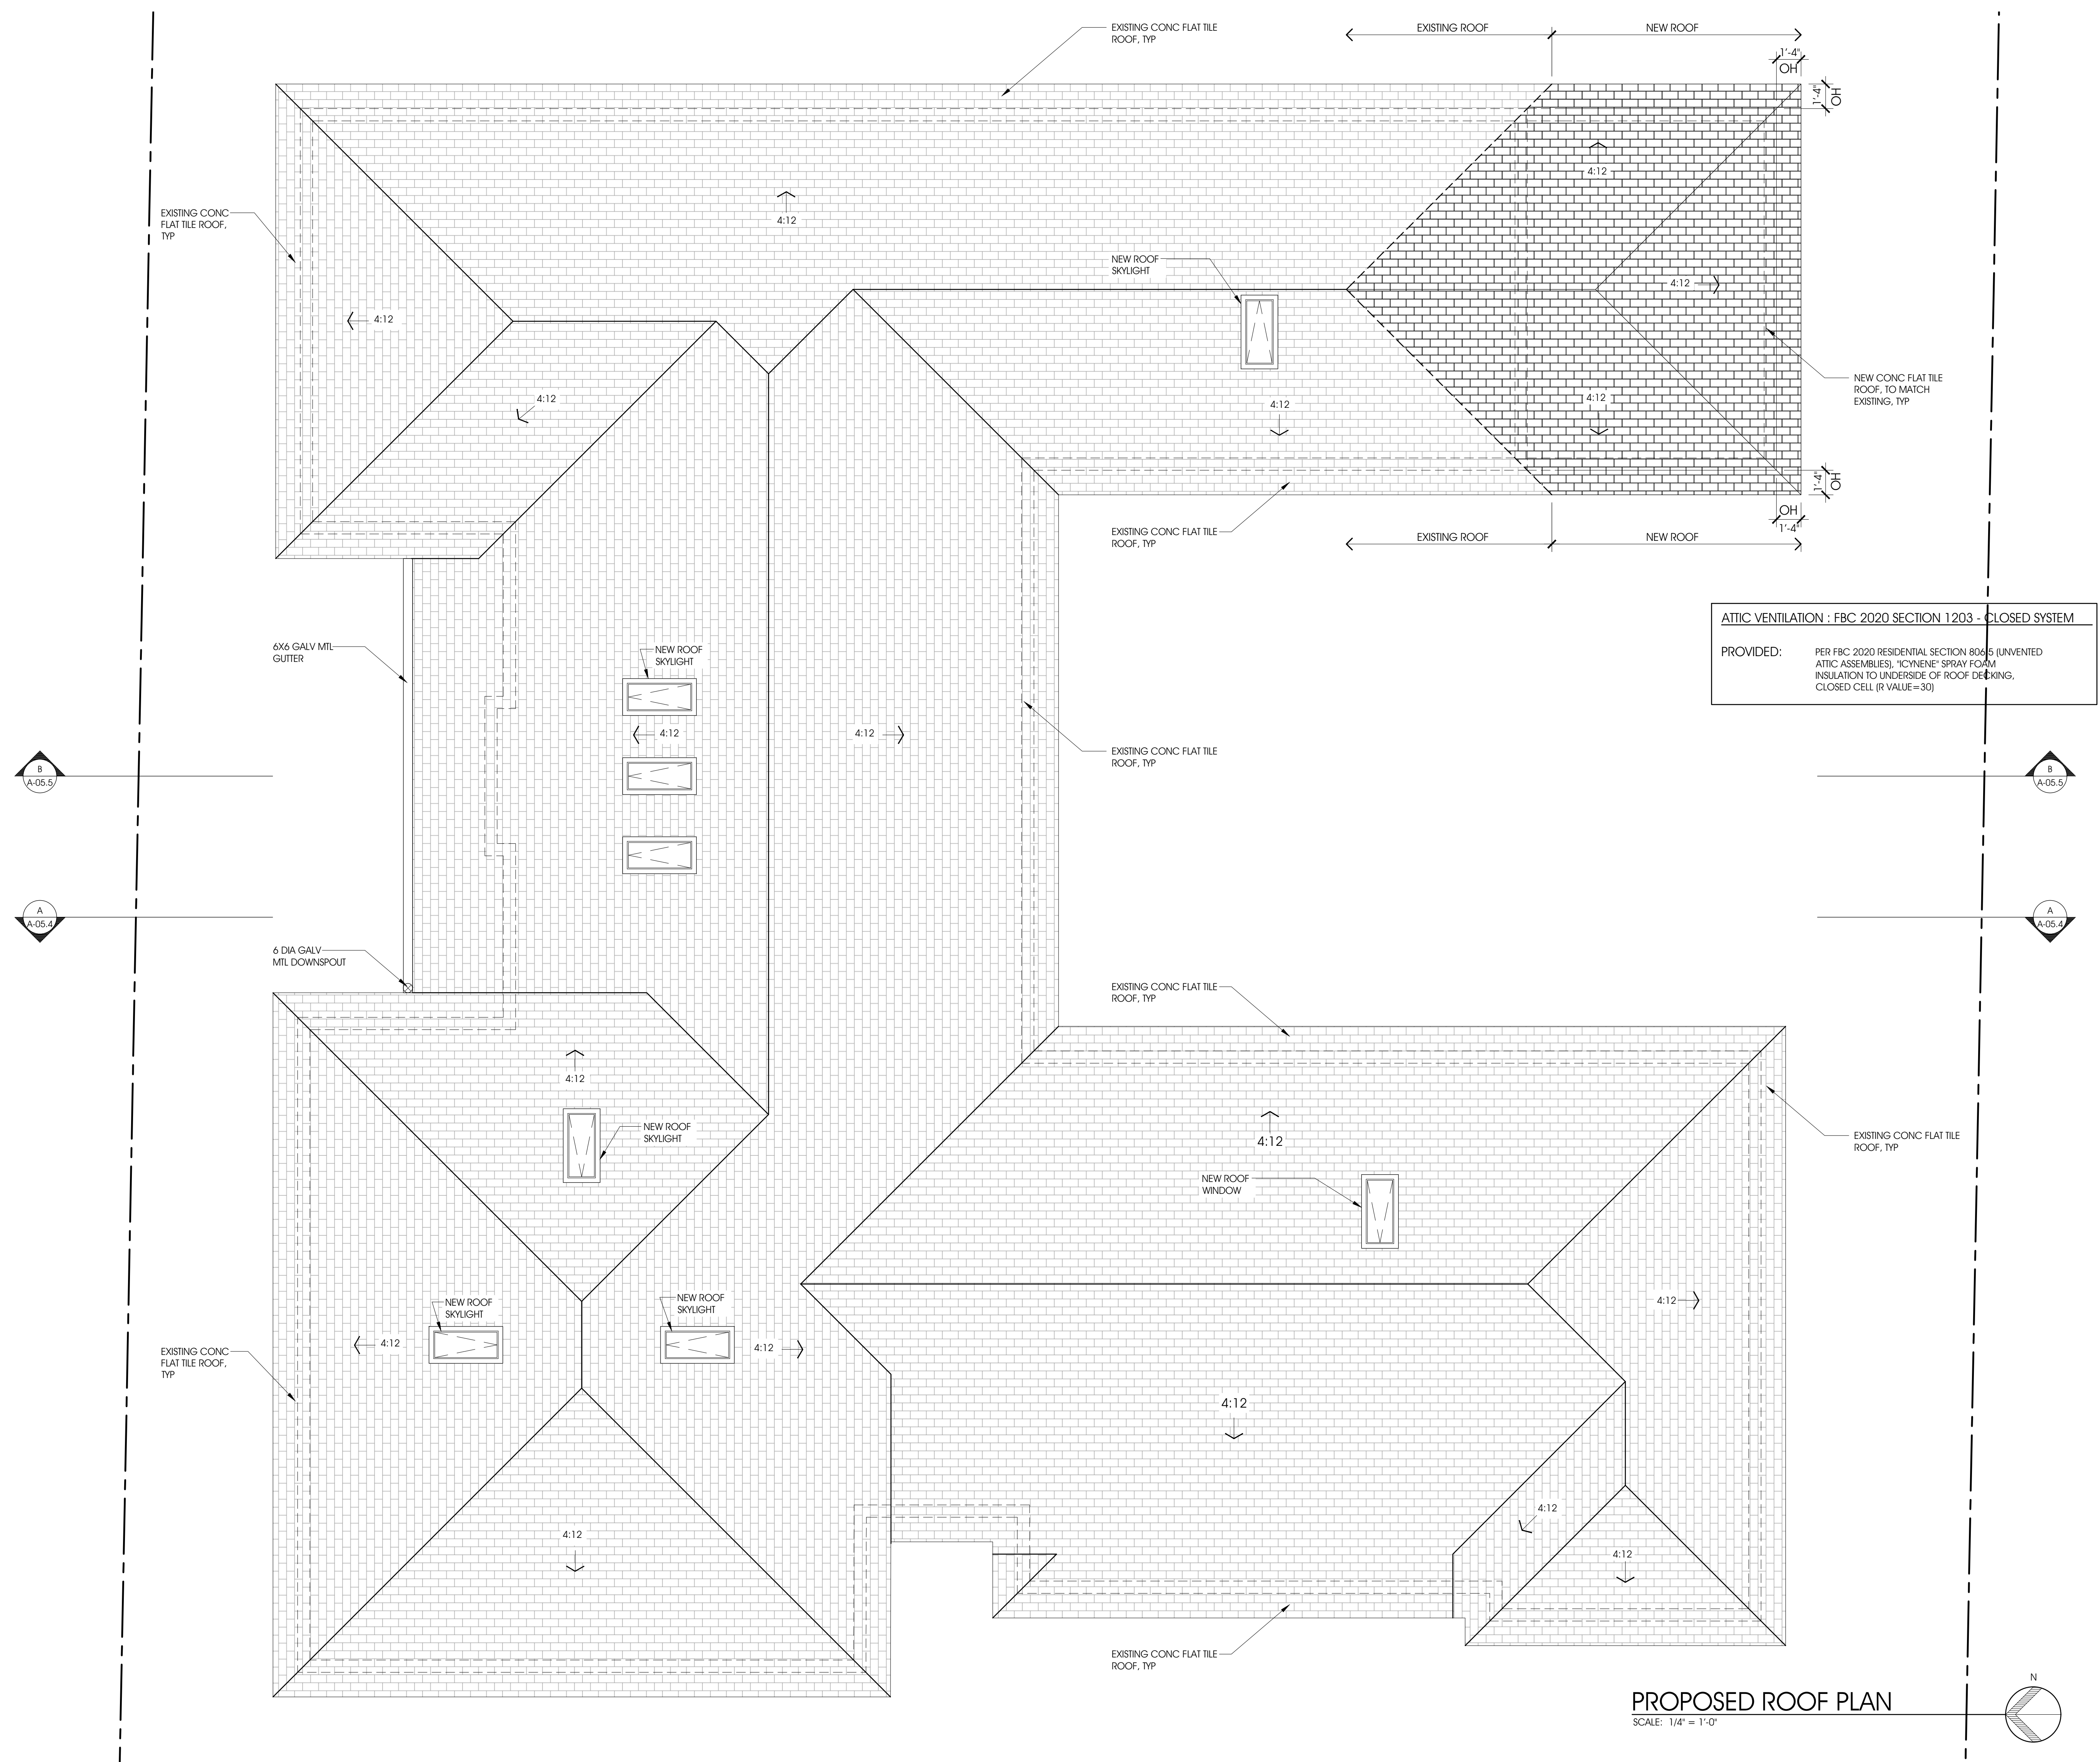 EXISTING CONC FLAT TILE
ROOF, TYP
EXISTING ROOF
NEW ROOF
1'-4"
OH
1'-4"
OH
4:12
EXISTING CONC
FLAT TILE ROOF,
TYP
4:12
NEW ROOF
SKYLIGHT
4:12
4:12
4:12
4:12
4:12
NEW CONC FLAT TILE
ROOF, TO MATCH
EXISTING, TYP
1'-4"
OH
OH
1'-4"
EXISTING CONC FLAT TILE
ROOF, TYP
EXISTING ROOF
NEW ROOF
ATTIC VENTILATION : FBC 2020 SECTION 1203 - CLOSED SYSTEM
PROVIDED:
PER FBC 2020 RESIDENTIAL SECTION 806.5 (UNVENTED
ATTIC ASSEMBLIES), "ICYNENE" SPRAY FOAM
INSULATION TO UNDERSIDE OF ROOF DECKING,
CLOSED CELL (R VALUE=30)
6X6 GALV MTL
GUTTER
NEW ROOF
SKYLIGHT
4:12
4:12
EXISTING CONC FLAT TILE
ROOF, TYP
B
A-05.5
B
A-05.5
A
A-05.4
A
A-05.4
6 DIA GALV
MTL DOWNSPOUT
EXISTING CONC FLAT TILE
ROOF, TYP
4:12
NEW ROOF
SKYLIGHT
4:12
EXISTING CONC FLAT TILE
ROOF, TYP
NEW ROOF
WINDOW
NEW ROOF
SKYLIGHT
NEW ROOF
SKYLIGHT
4:12
4:12
4:12
EXISTING CONC
FLAT TILE ROOF,
TYP
4:12
4:12
4:12
4:12
EXISTING CONC FLAT TILE
ROOF, TYP
N
PROPOSED ROOF PLAN
SCALE: 1/4" = 1'-0"